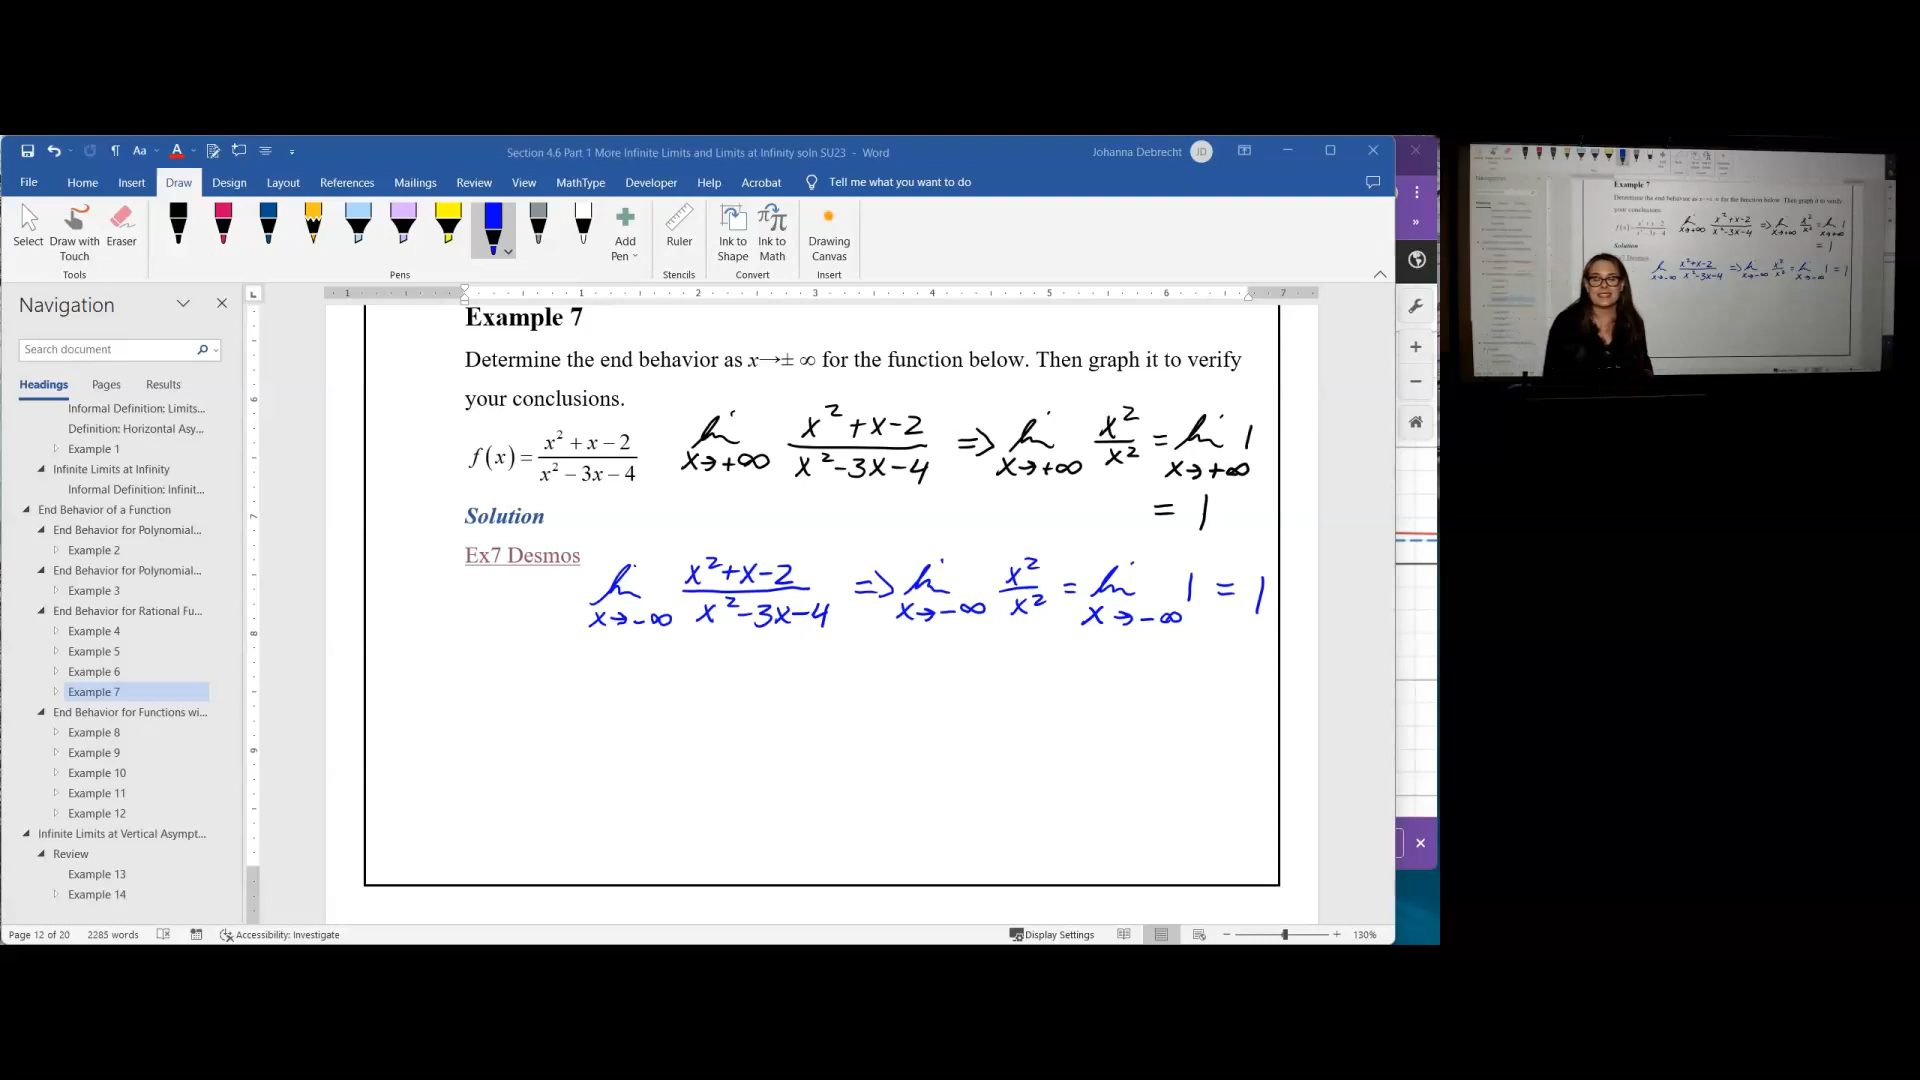 Section 4.6 Part 1 More Infinite Limits and Limits at Infinity soln SU23 - Word
Johanna Debrecht JD
File Home Insert Draw Design Layout References Mailings Review View MathType Developer Help Acrobat Tell me what you want to do
Select Draw with Touch Eraser Add Pen Ruler Ink to Shape Ink to Math Drawing Canvas
Tools Pens Stencils Convert Insert
Navigation
Search document
Headings Pages Results
Informal Definition: Limits...
Definition: Horizontal Asy...
Example 1
Infinite Limits at Infinity
Informal Definition: Infinit...
End Behavior of a Function
End Behavior for Polynomial...
Example 2
End Behavior for Polynomial...
Example 3
End Behavior for Rational Fu...
Example 4
Example 5
Example 6
Example 7
End Behavior for Functions wi...
Example 8
Example 9
Example 10
Example 11
Example 12
Infinite Limits at Vertical Asympt...
Review
Example 13
Example 14
Example 7
Determine the end behavior as x→± ∞ for the function below. Then graph it to verify
your conclusions.
f(x) = (x² + x − 2)/(x² − 3x − 4)
lim x→+∞ (x²+x−2)/(x²−3x−4) => lim x→+∞ x²/x² = lim x→+∞ 1
= 1
Solution
Ex7 Desmos
lim x→−∞ (x²+x−2)/(x²−3x−4) => lim x→−∞ x²/x² = lim x→−∞ 1 = 1
Page 12 of 20 2285 words Accessibility: Investigate Display Settings 130%